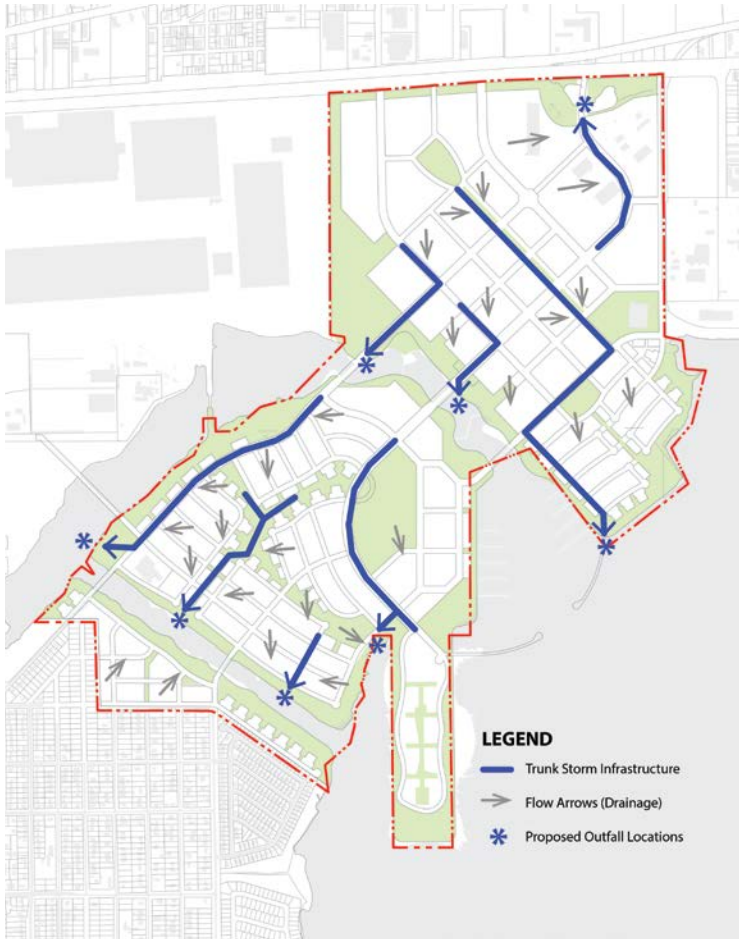 LEGEND
Trunk Storm Infrastructure
Flow Arrows (Drainage)
Proposed Outfall Locations